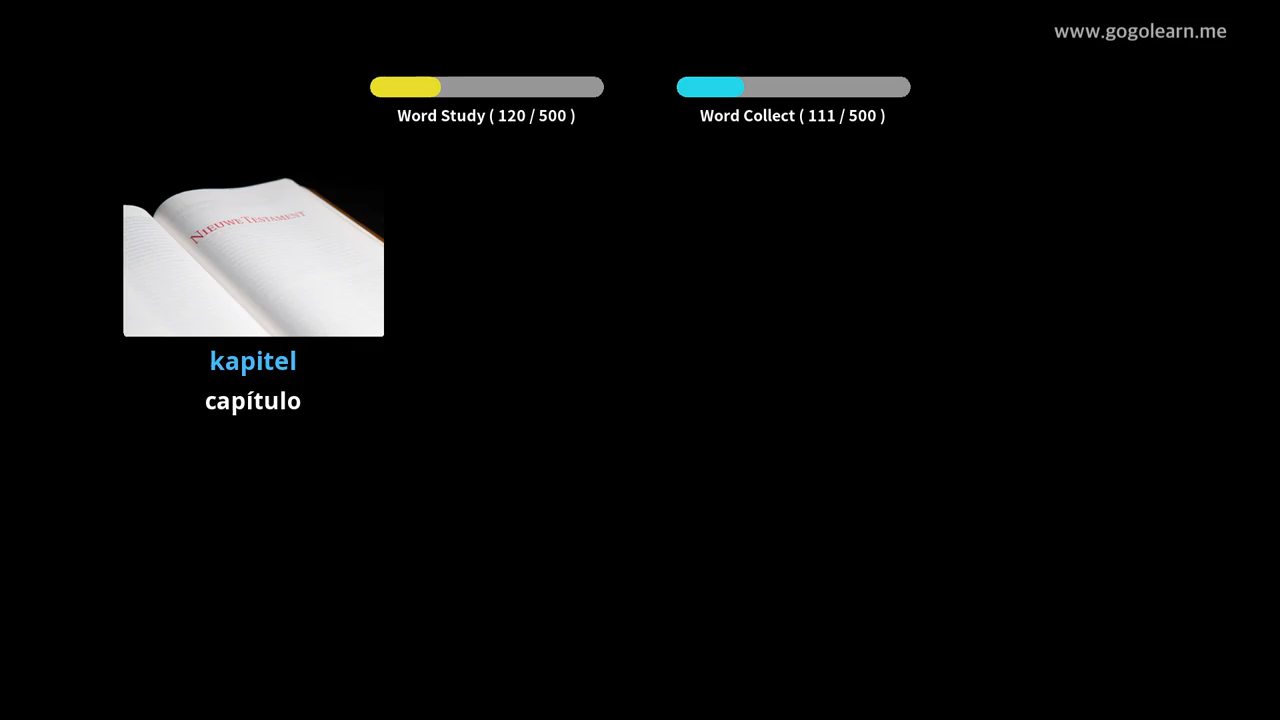 www.gogolearn.me
Word Study ( 120 / 500 )
Word Collect ( 111 / 500 )
NIEUWE TESTAMENT
kapitel
capítulo